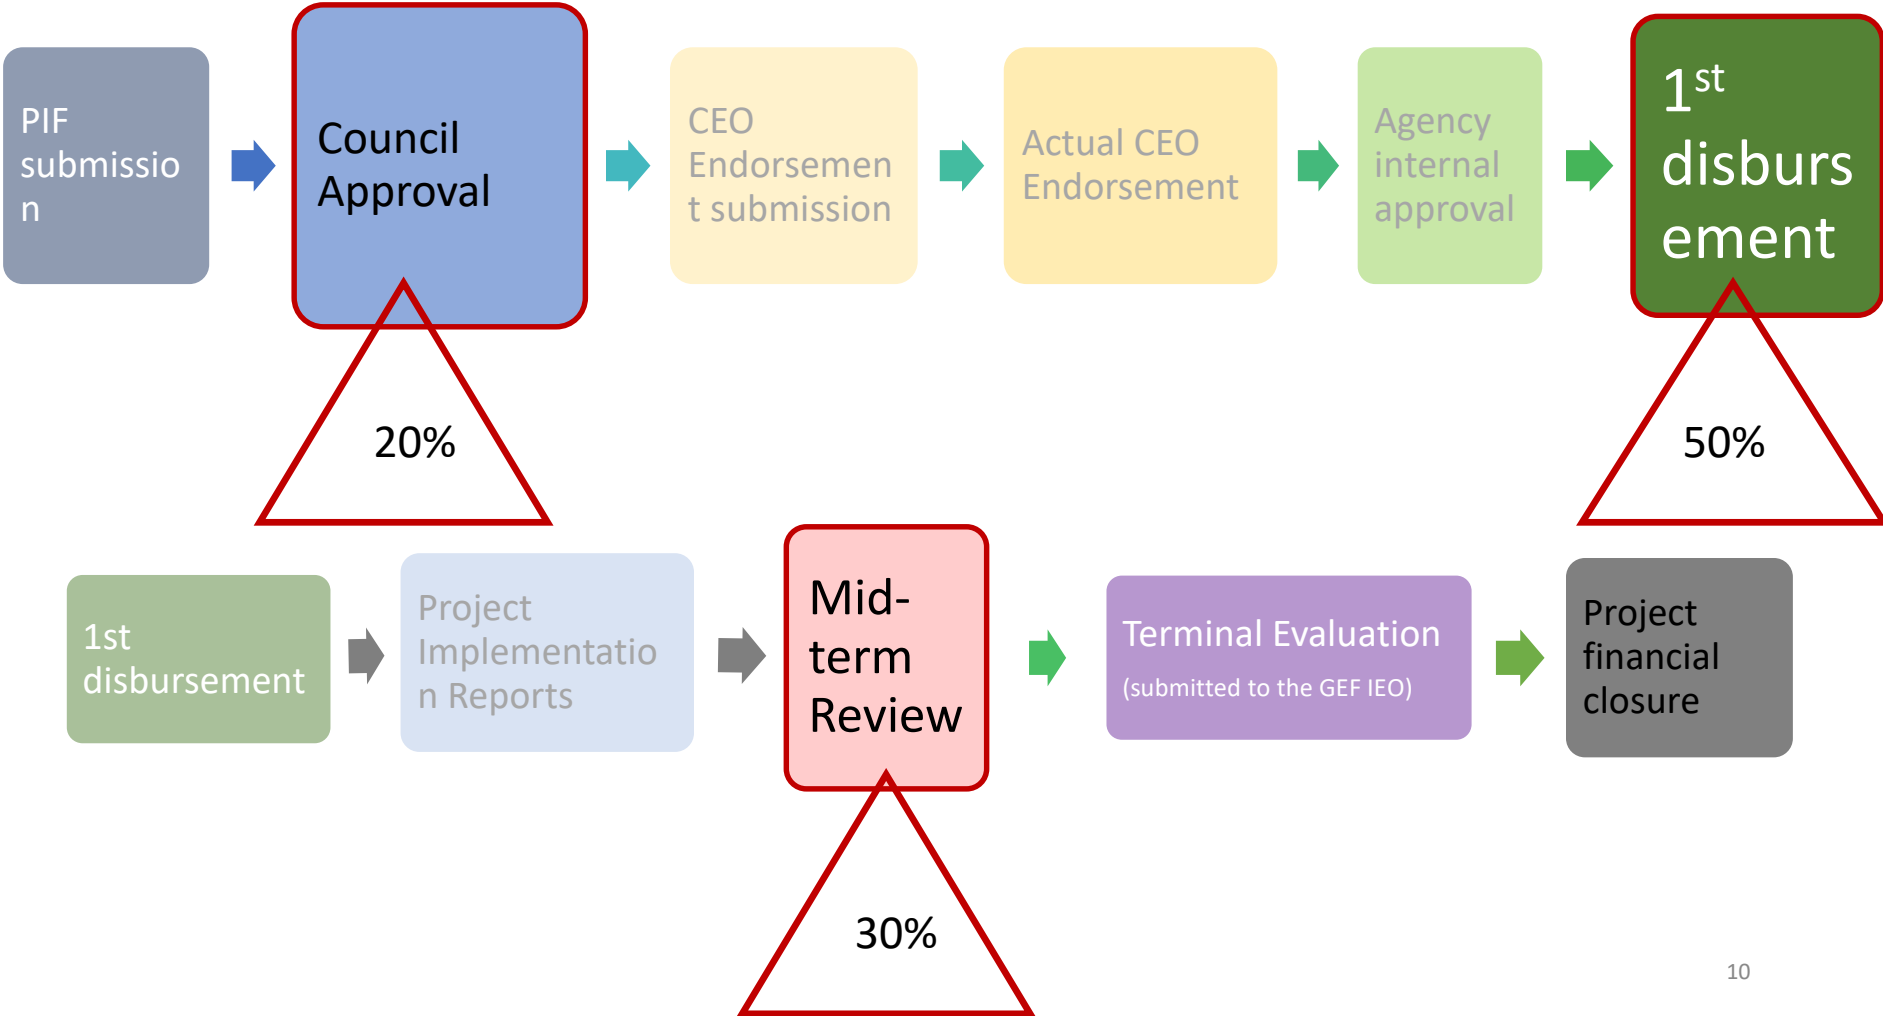 PIF
submissio
n
Council
Approval
CEO
Endorsemen
t submission
Actual CEO
Endorsement
Agency
internal
approval
1st
disburs
ement
20%
50%
1st
disbursement
Project
Implementatio
n Reports
Mid-
term
Review
Terminal Evaluation
(submitted to the GEF IEO)
Project
financial
closure
30%
10